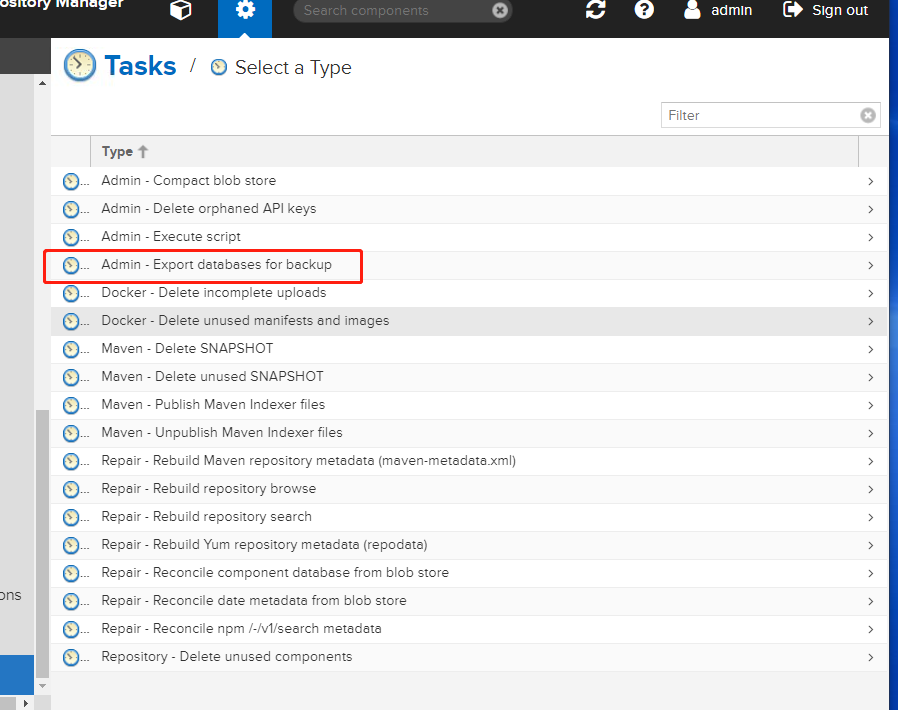 ository Manager
Search components
admin
Sign out
Tasks / Select a Type
Filter
Type
... Admin - Compact blob store
... Admin - Delete orphaned API keys
... Admin - Execute script
... Admin - Export databases for backup
... Docker - Delete incomplete uploads
... Docker - Delete unused manifests and images
... Maven - Delete SNAPSHOT
... Maven - Delete unused SNAPSHOT
... Maven - Publish Maven Indexer files
... Maven - Unpublish Maven Indexer files
... Repair - Rebuild Maven repository metadata (maven-metadata.xml)
... Repair - Rebuild repository browse
... Repair - Rebuild repository search
... Repair - Rebuild Yum repository metadata (repodata)
... Repair - Reconcile component database from blob store
ons
... Repair - Reconcile date metadata from blob store
... Repair - Reconcile npm /-/v1/search metadata
... Repository - Delete unused components